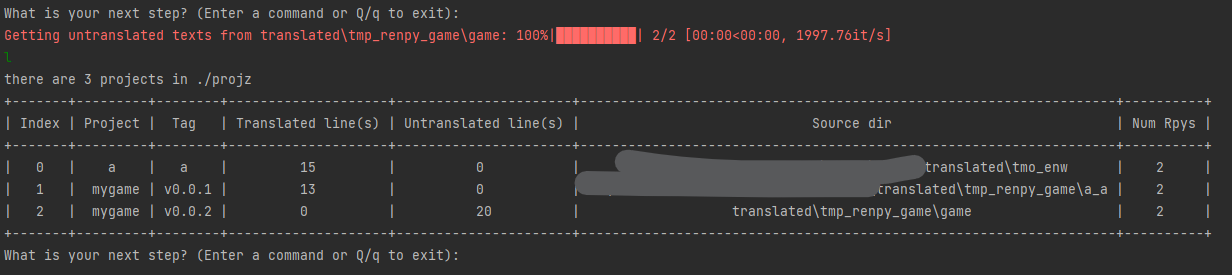 What is your next step? (Enter a command or Q/q to exit):
Getting untranslated texts from translated\tmp_renpy_game\game: 100%|██████████| 2/2 [00:00<00:00, 1997.76it/s]
l
there are 3 projects in ./projz
+-------+---------+--------+--------------------+----------------------+------------------------------------------------------------------+----------+
| Index | Project | Tag | Translated line(s) | Untranslated line(s) | Source dir | Num Rpys |
+-------+---------+--------+--------------------+----------------------+------------------------------------------------------------------+----------+
| 0 | a | a | 15 | 0 | translated\tmo_enw | 2 |
| 1 | mygame | v0.0.1 | 13 | 0 | translated\tmp_renpy_game\a_a | 2 |
| 2 | mygame | v0.0.2 | 0 | 20 | translated\tmp_renpy_game\game | 2 |
+-------+---------+--------+--------------------+----------------------+------------------------------------------------------------------+----------+
What is your next step? (Enter a command or Q/q to exit):